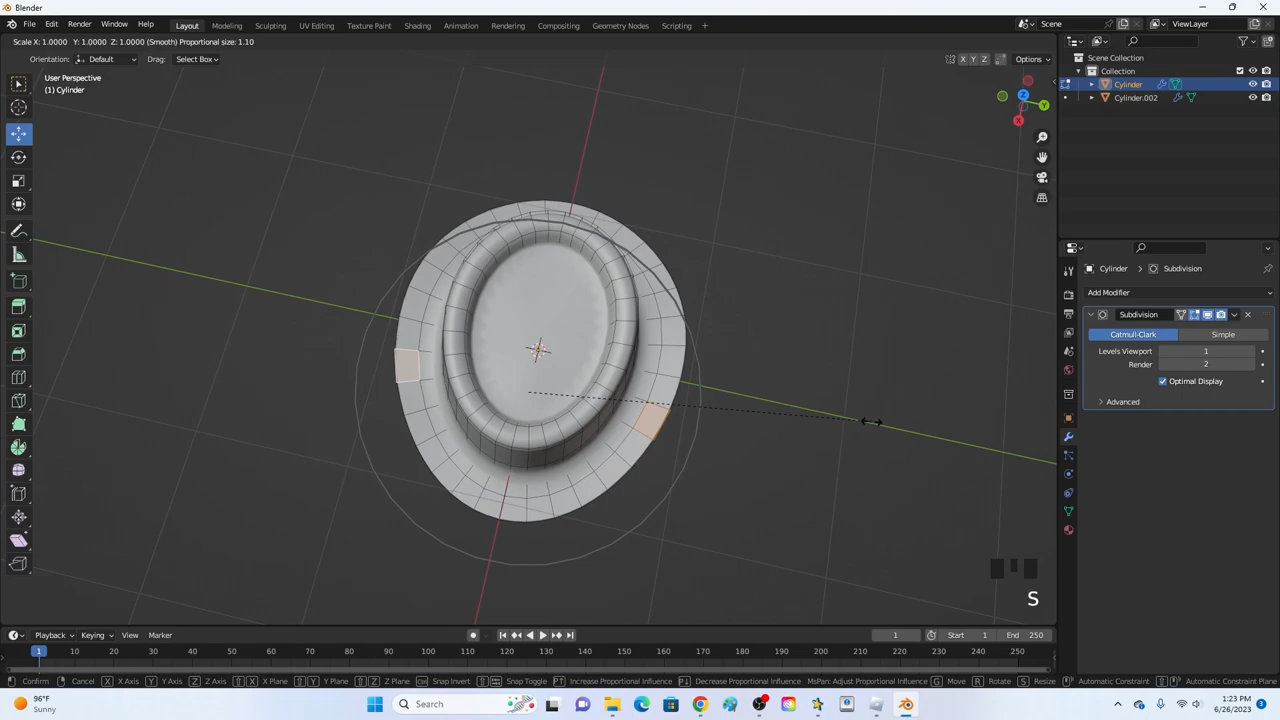 Blender
File Edit Render Window Help
Layout Modeling Sculpting UV Editing Texture Paint Shading Animation Rendering Compositing Geometry Nodes Scripting +
Scene
ViewLayer
Scale X: 1.0000 Y: 1.0000 Z: 1.0000 (Smooth) Proportional size: 1.10
Orientation: Default Drag: Select Box
X Y Z Options
User Perspective
(1) Cylinder
Scene Collection
Collection
Cylinder
Cylinder.002
Z
Y
X
Cylinder > Subdivision
Add Modifier
Subdivision
Catmull-Clark Simple
Levels Viewport 1
Render 2
Optimal Display
Advanced
S
Playback Keying View Marker
1 Start 1 End 250
1 10 20 30 40 50 60 70 80 90 100 110 120 130 140 150 160 170 180 190 200 210 220 230 240 250
Confirm Cancel X X Axis Y Y Axis Z Z Axis X X Plane Y Y Plane Z Z Plane Snap Invert Snap Toggle Increase Proportional Influence Decrease Proportional Influence MsPan: Adjust Proportional Influence G Move R Rotate S Resize Automatic Constraint Automatic Constraint Plane
96°F
Sunny
Search
1:23 PM
6/26/2023